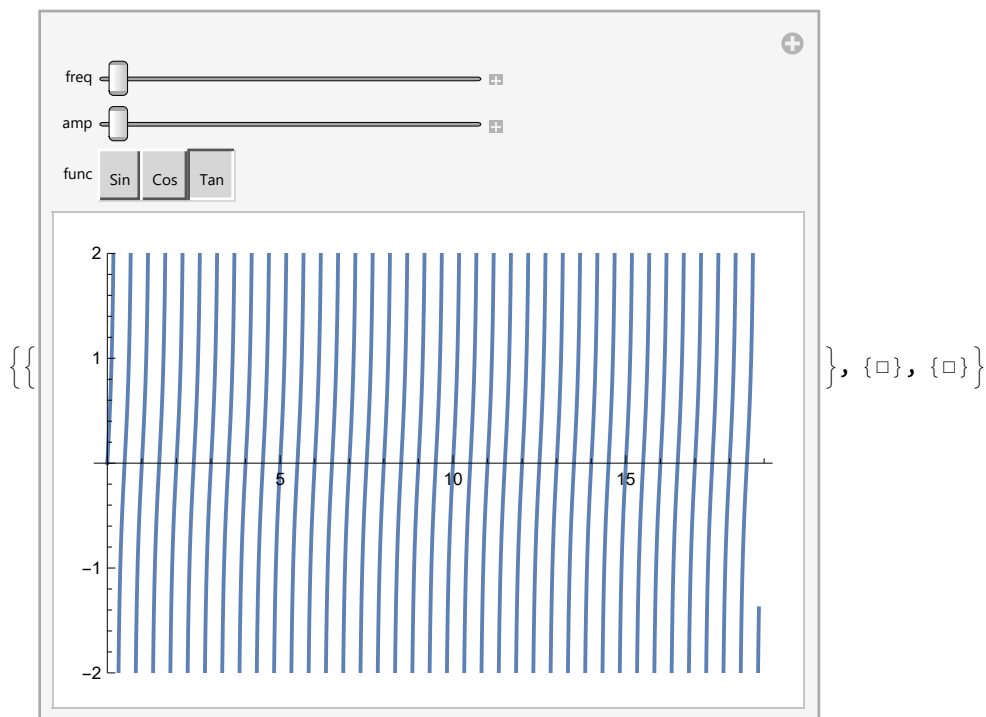 freq
amp
func Sin Cos Tan
2
1
5 10 15
−1
−2
{{ }, {□}, {□}}